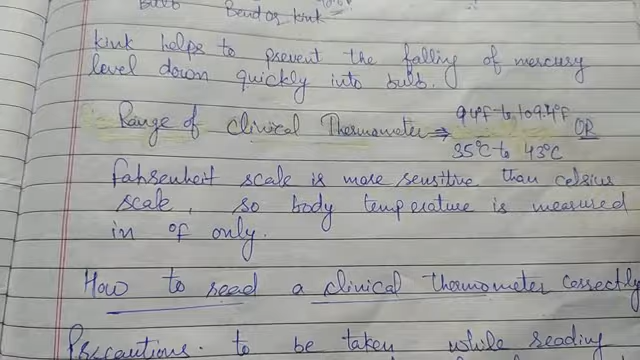 Bulb Bend or kink
kink helps to prevent the falling of mercury
level down quickly into bulb.
Range of Clinical Thermometer ⇒ 94°F to 109.4°F OR
35°C to 43°C
Fahrenheit scale is more sensitive than celsius
scale, so body temperature is measured
in °F only.
How to read a clinical thermometer correctly
Precautions. to be taken while reading